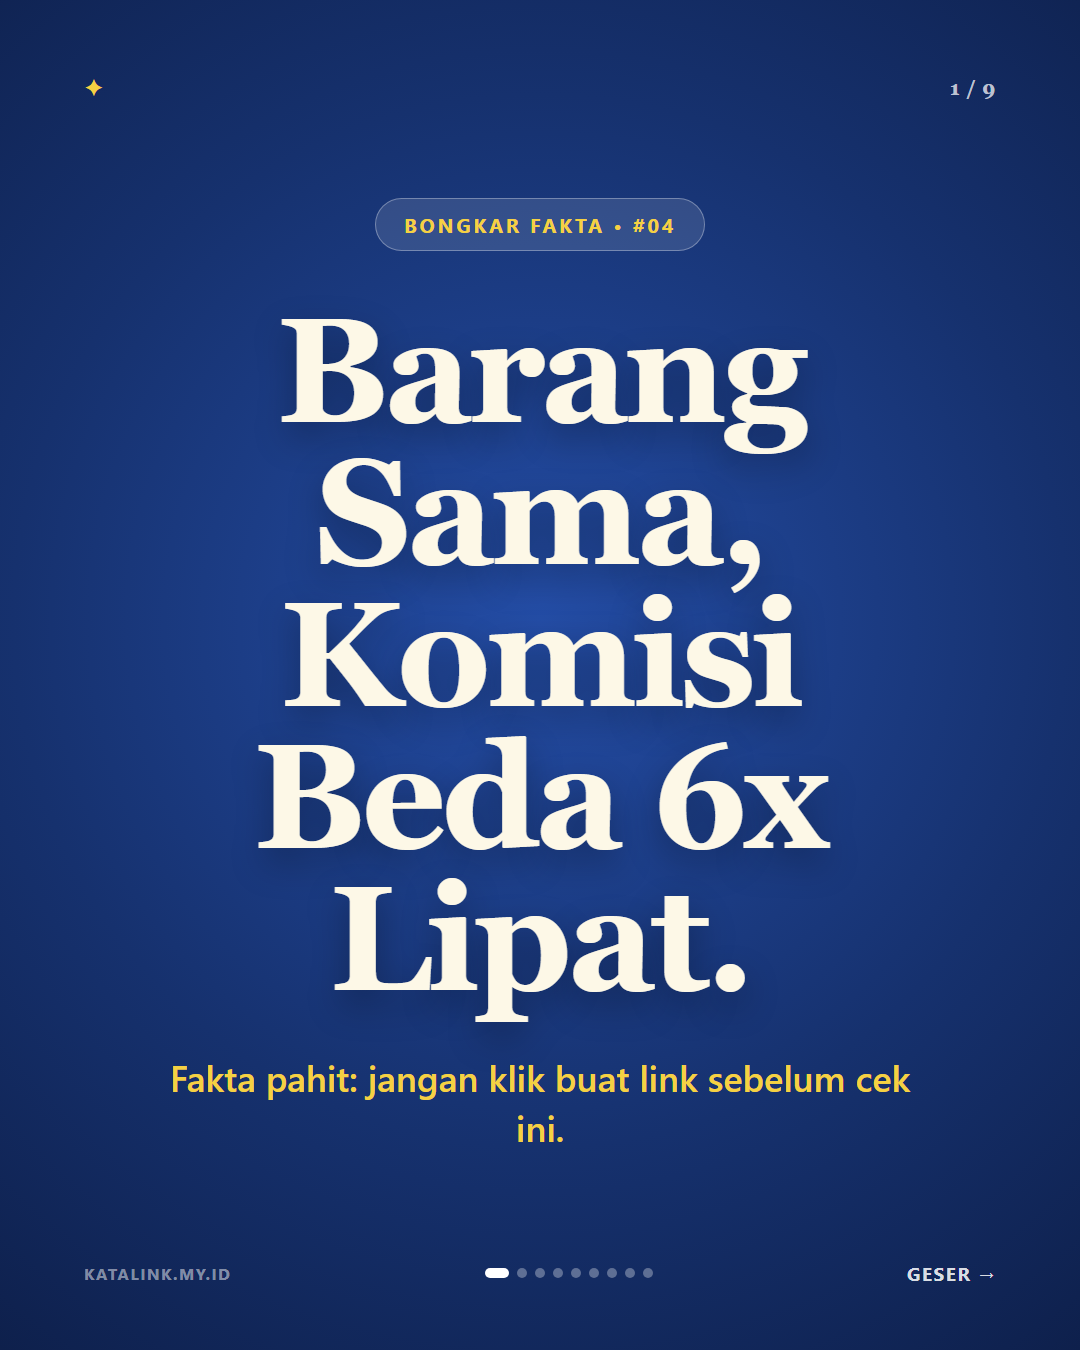 1 / 9
BONGKAR FAKTA • #04
Barang
Sama,
Komisi
Beda 6x
Lipat.
Fakta pahit: jangan klik buat link sebelum cek
ini.
KATALINK.MY.ID
GESER →